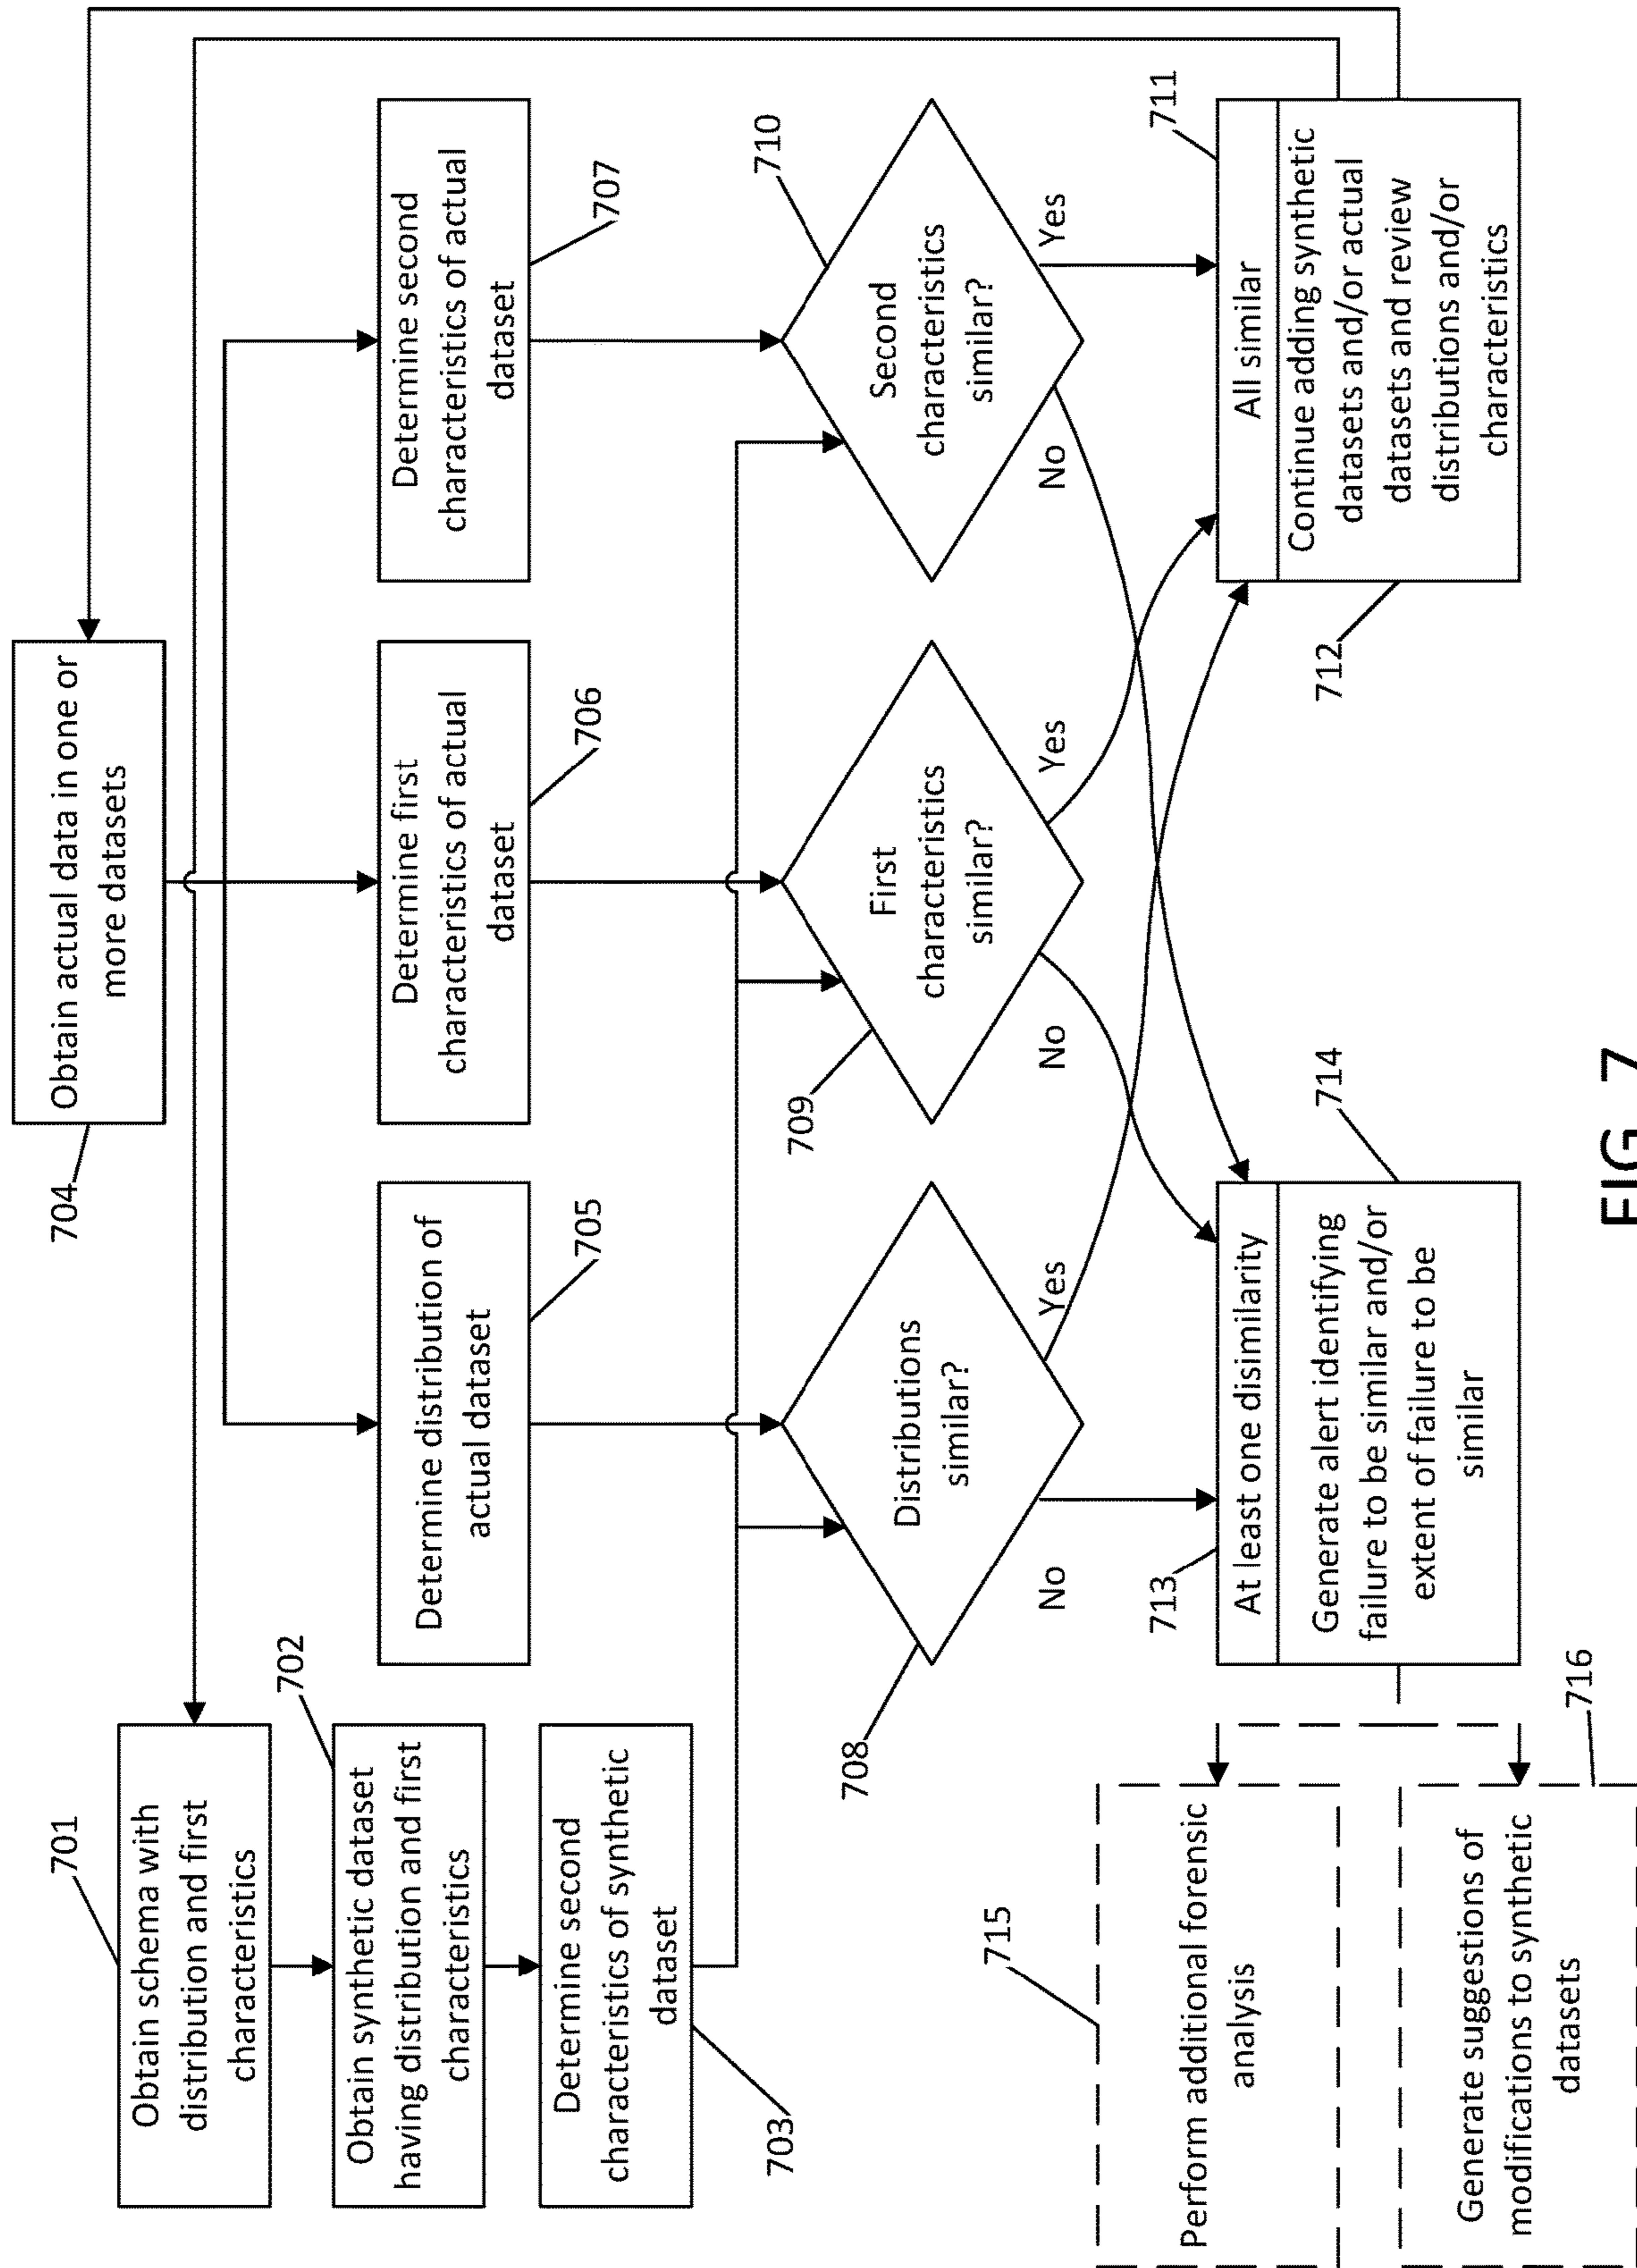 701
Obtain schema with
distribution and first
characteristics
702
Obtain synthetic dataset
having distribution and first
characteristics
Determine second
characteristics of synthetic
dataset
703
704
Obtain actual data in one or
more datasets
Determine distribution of
actual dataset
705
Determine first
characteristics of actual
dataset
706
Determine second
characteristics of actual
dataset
707
708
Distributions
similar?
No
Yes
709
First
characteristics
similar?
No
Yes
710
Second
characteristics
similar?
No
Yes
711
All similar
Continue adding synthetic
datasets and/or actual
datasets and review
distributions and/or
characteristics
712
713
At least one disimilarity
714
Generate alert identifying
failure to be similar and/or
extent of failure to be
similar
715
Perform additional forensic
analysis
716
Generate suggestions of
modifications to synthetic
datasets
FIG. 7